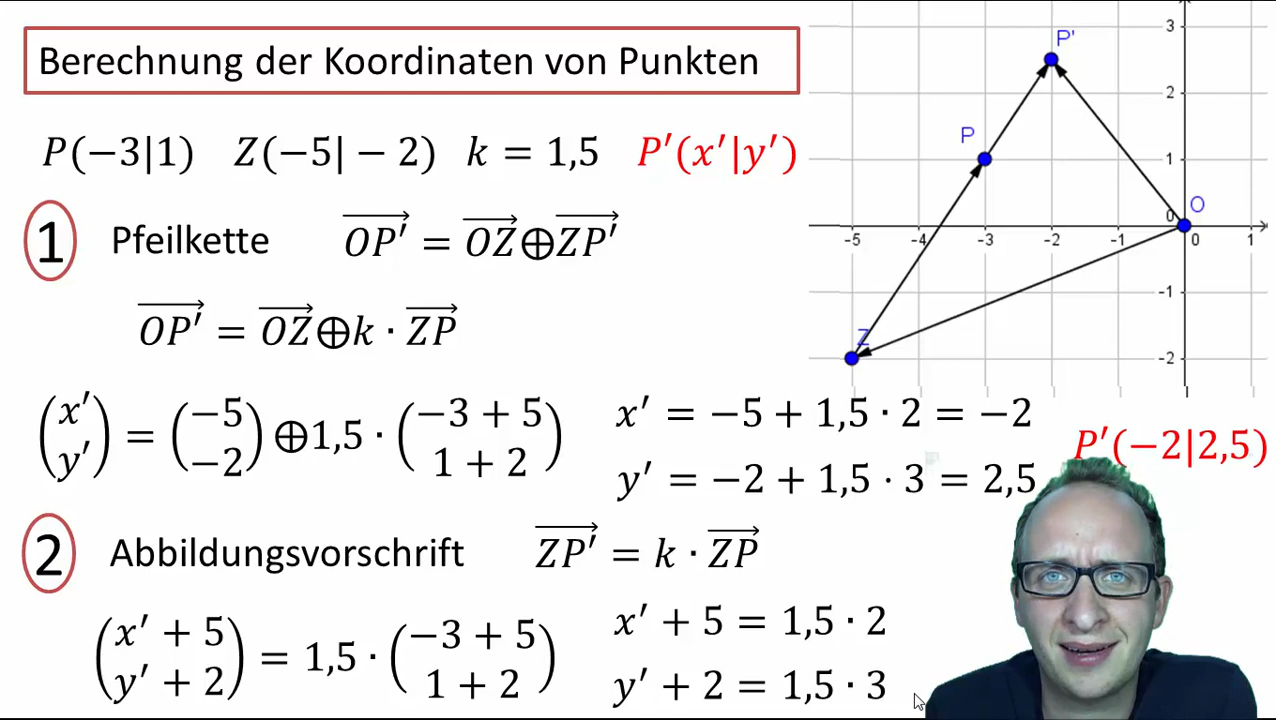 Berechnung der Koordinaten von Punkten
P(−3|1) Z(−5|−2) k = 1,5 P′(x′|y′)
1 Pfeilkette OP′ = OZ⊕ZP′
OP′ = OZ⊕k · ZP
(x′ y′) = (−5 −2) ⊕1,5 · (−3 + 5 1 + 2)
x′ = −5 + 1,5 · 2 = −2
y′ = −2 + 1,5 · 3 = 2,5
P′(−2|2,5)
2 Abbildungsvorschrift ZP′ = k · ZP
(x′ + 5 y′ + 2) = 1,5 · (−3 + 5 1 + 2)
x′ + 5 = 1,5 · 2
y′ + 2 = 1,5 · 3
3
P'
2
P
1
O
0
-5 -4 -3 -2 -1 0 1
-1
Z
-2